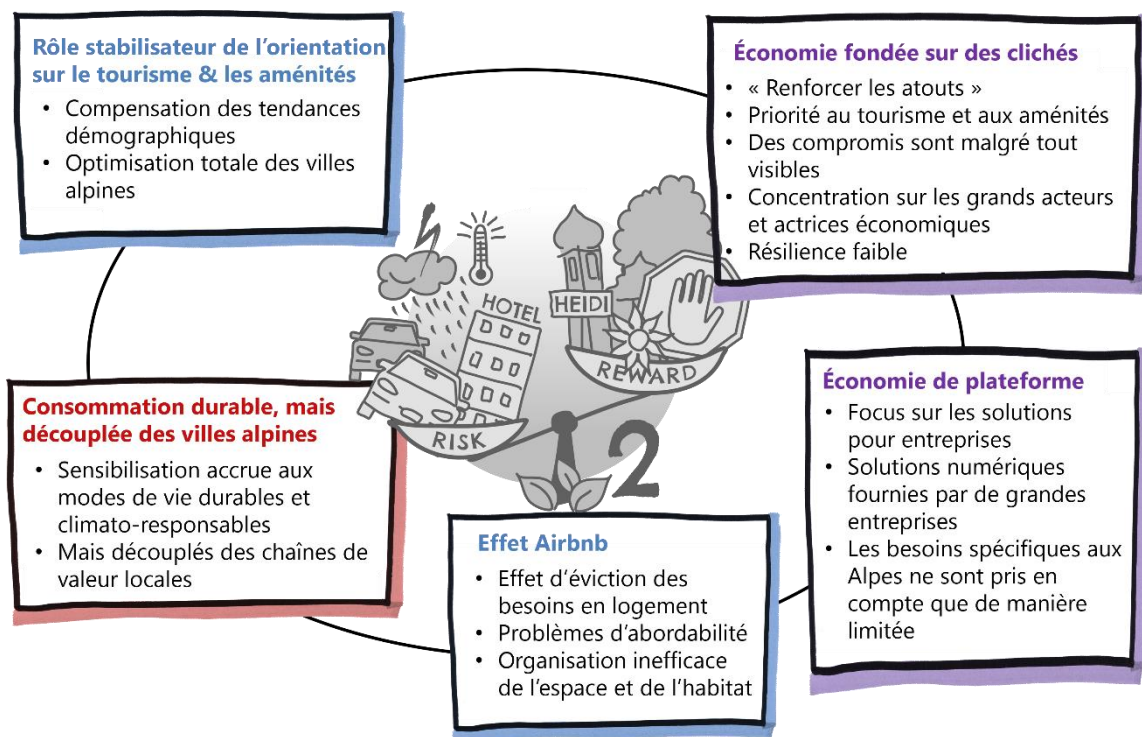 Rôle stabilisateur de l'orientation
sur le tourisme & les aménités
• Compensation des tendances
démographiques
• Optimisation totale des villes
alpines
Économie fondée sur des clichés
• « Renforcer les atouts »
• Priorité au tourisme et aux aménités
• Des compromis sont malgré tout
visibles
• Concentration sur les grands acteurs
et actrices économiques
• Résilience faible
HOTEL
HEIDI
REWARD
RISK
2
Consommation durable, mais
découplée des villes alpines
• Sensibilisation accrue aux
modes de vie durables et
climato-responsables
• Mais découplés des chaînes de
valeur locales
Effet Airbnb
• Effet d'éviction des
besoins en logement
• Problèmes d'abordabilité
• Organisation inefficace
de l'espace et de l'habitat
Économie de plateforme
• Focus sur les solutions
pour entreprises
• Solutions numériques
fournies par de grandes
entreprises
• Les besoins spécifiques aux
Alpes ne sont pris en
compte que de manière
limitée